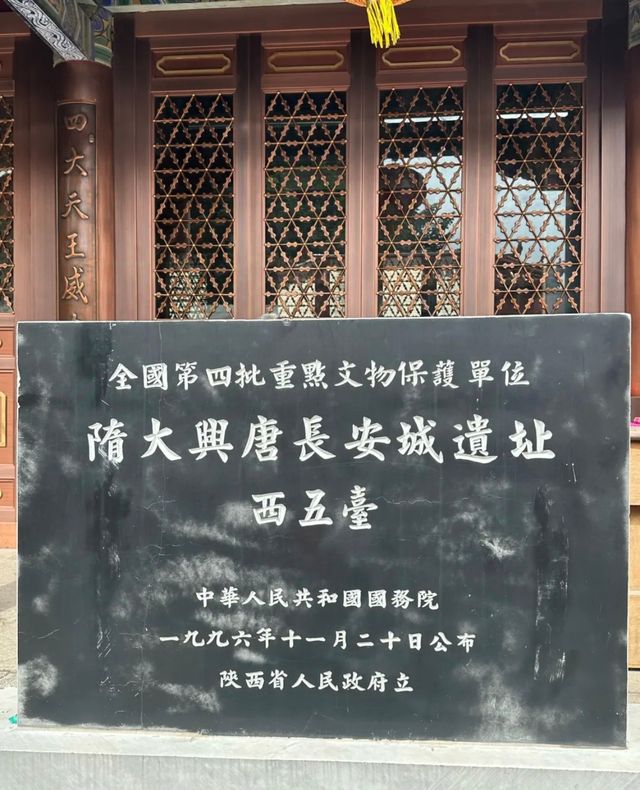 四大天王威
全國第四批重點文物保護單位
隋大興唐長安城遺址
西五臺
中華人民共和國國務院
一九九六年十一月二十日公布
陝西省人民政府立